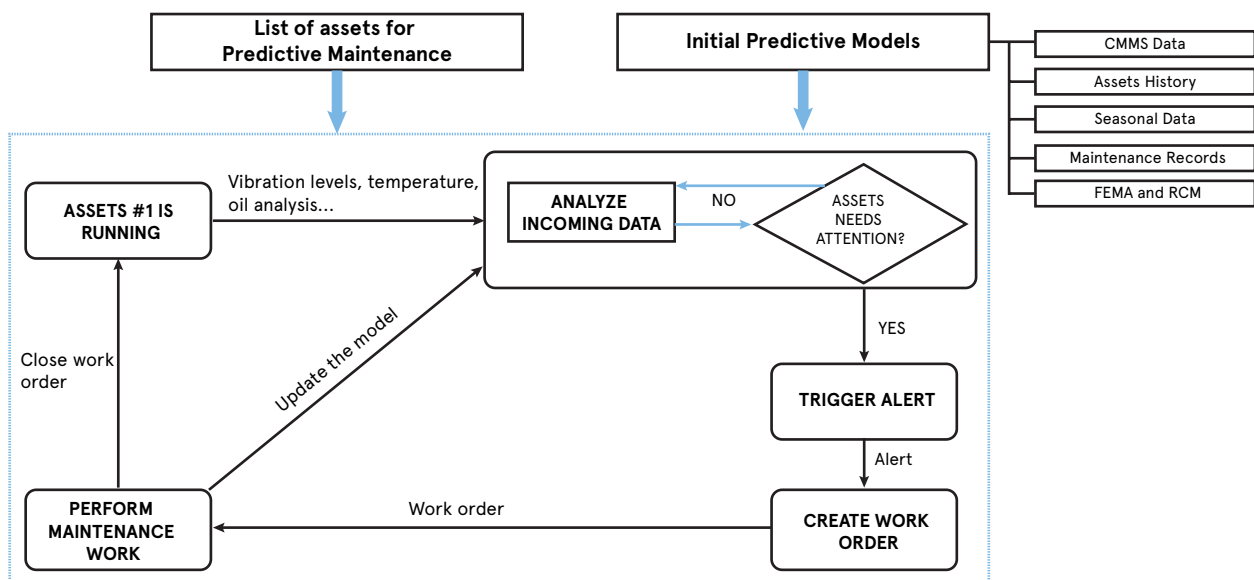 List of assets for
Predictive Maintenance
Initial Predictive Models
CMMS Data
Assets History
Seasonal Data
Maintenance Records
FEMA and RCM
ASSETS #1 IS
RUNNING
Vibration levels, temperature,
oil analysis...
ANALYZE
INCOMING DATA
NO
ASSETS
NEEDS
ATTENTION?
YES
Close work
order
Update the model
TRIGGER ALERT
Alert
PERFORM
MAINTENANCE
WORK
Work order
CREATE WORK
ORDER